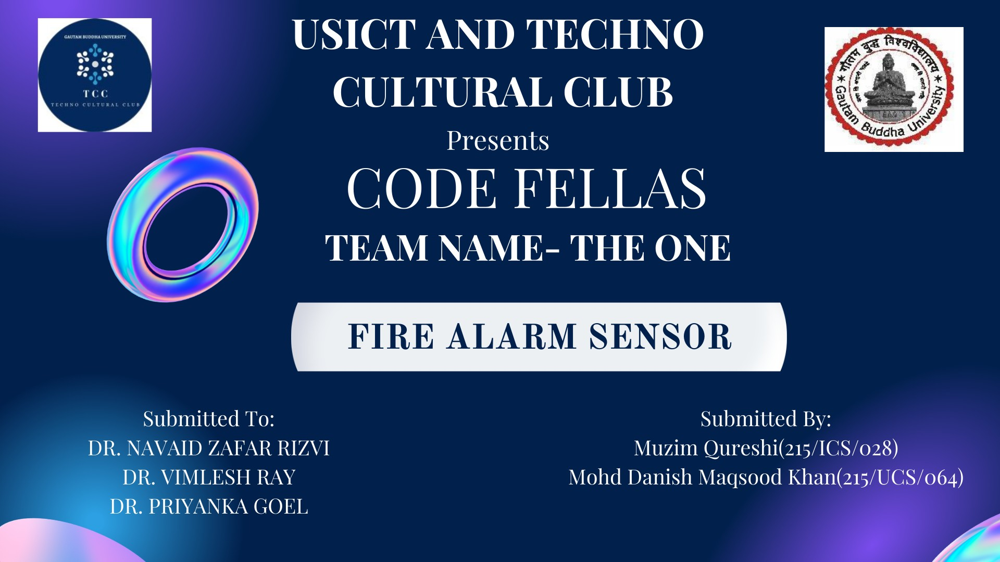 GAUTAM BUDDHA UNIVERSITY
TCC
TECHNO CULTURAL CLUB
USICT AND TECHNO
CULTURAL CLUB
Presents
CODE FELLAS
TEAM NAME- THE ONE
गौतम बुद्ध विश्वविद्यालय
Gautam Buddha University
FIRE ALARM SENSOR
Submitted To:
DR. NAVAID ZAFAR RIZVI
DR. VIMLESH RAY
DR. PRIYANKA GOEL
Submitted By:
Muzim Qureshi(215/ICS/028)
Mohd Danish Maqsood Khan(215/UCS/064)